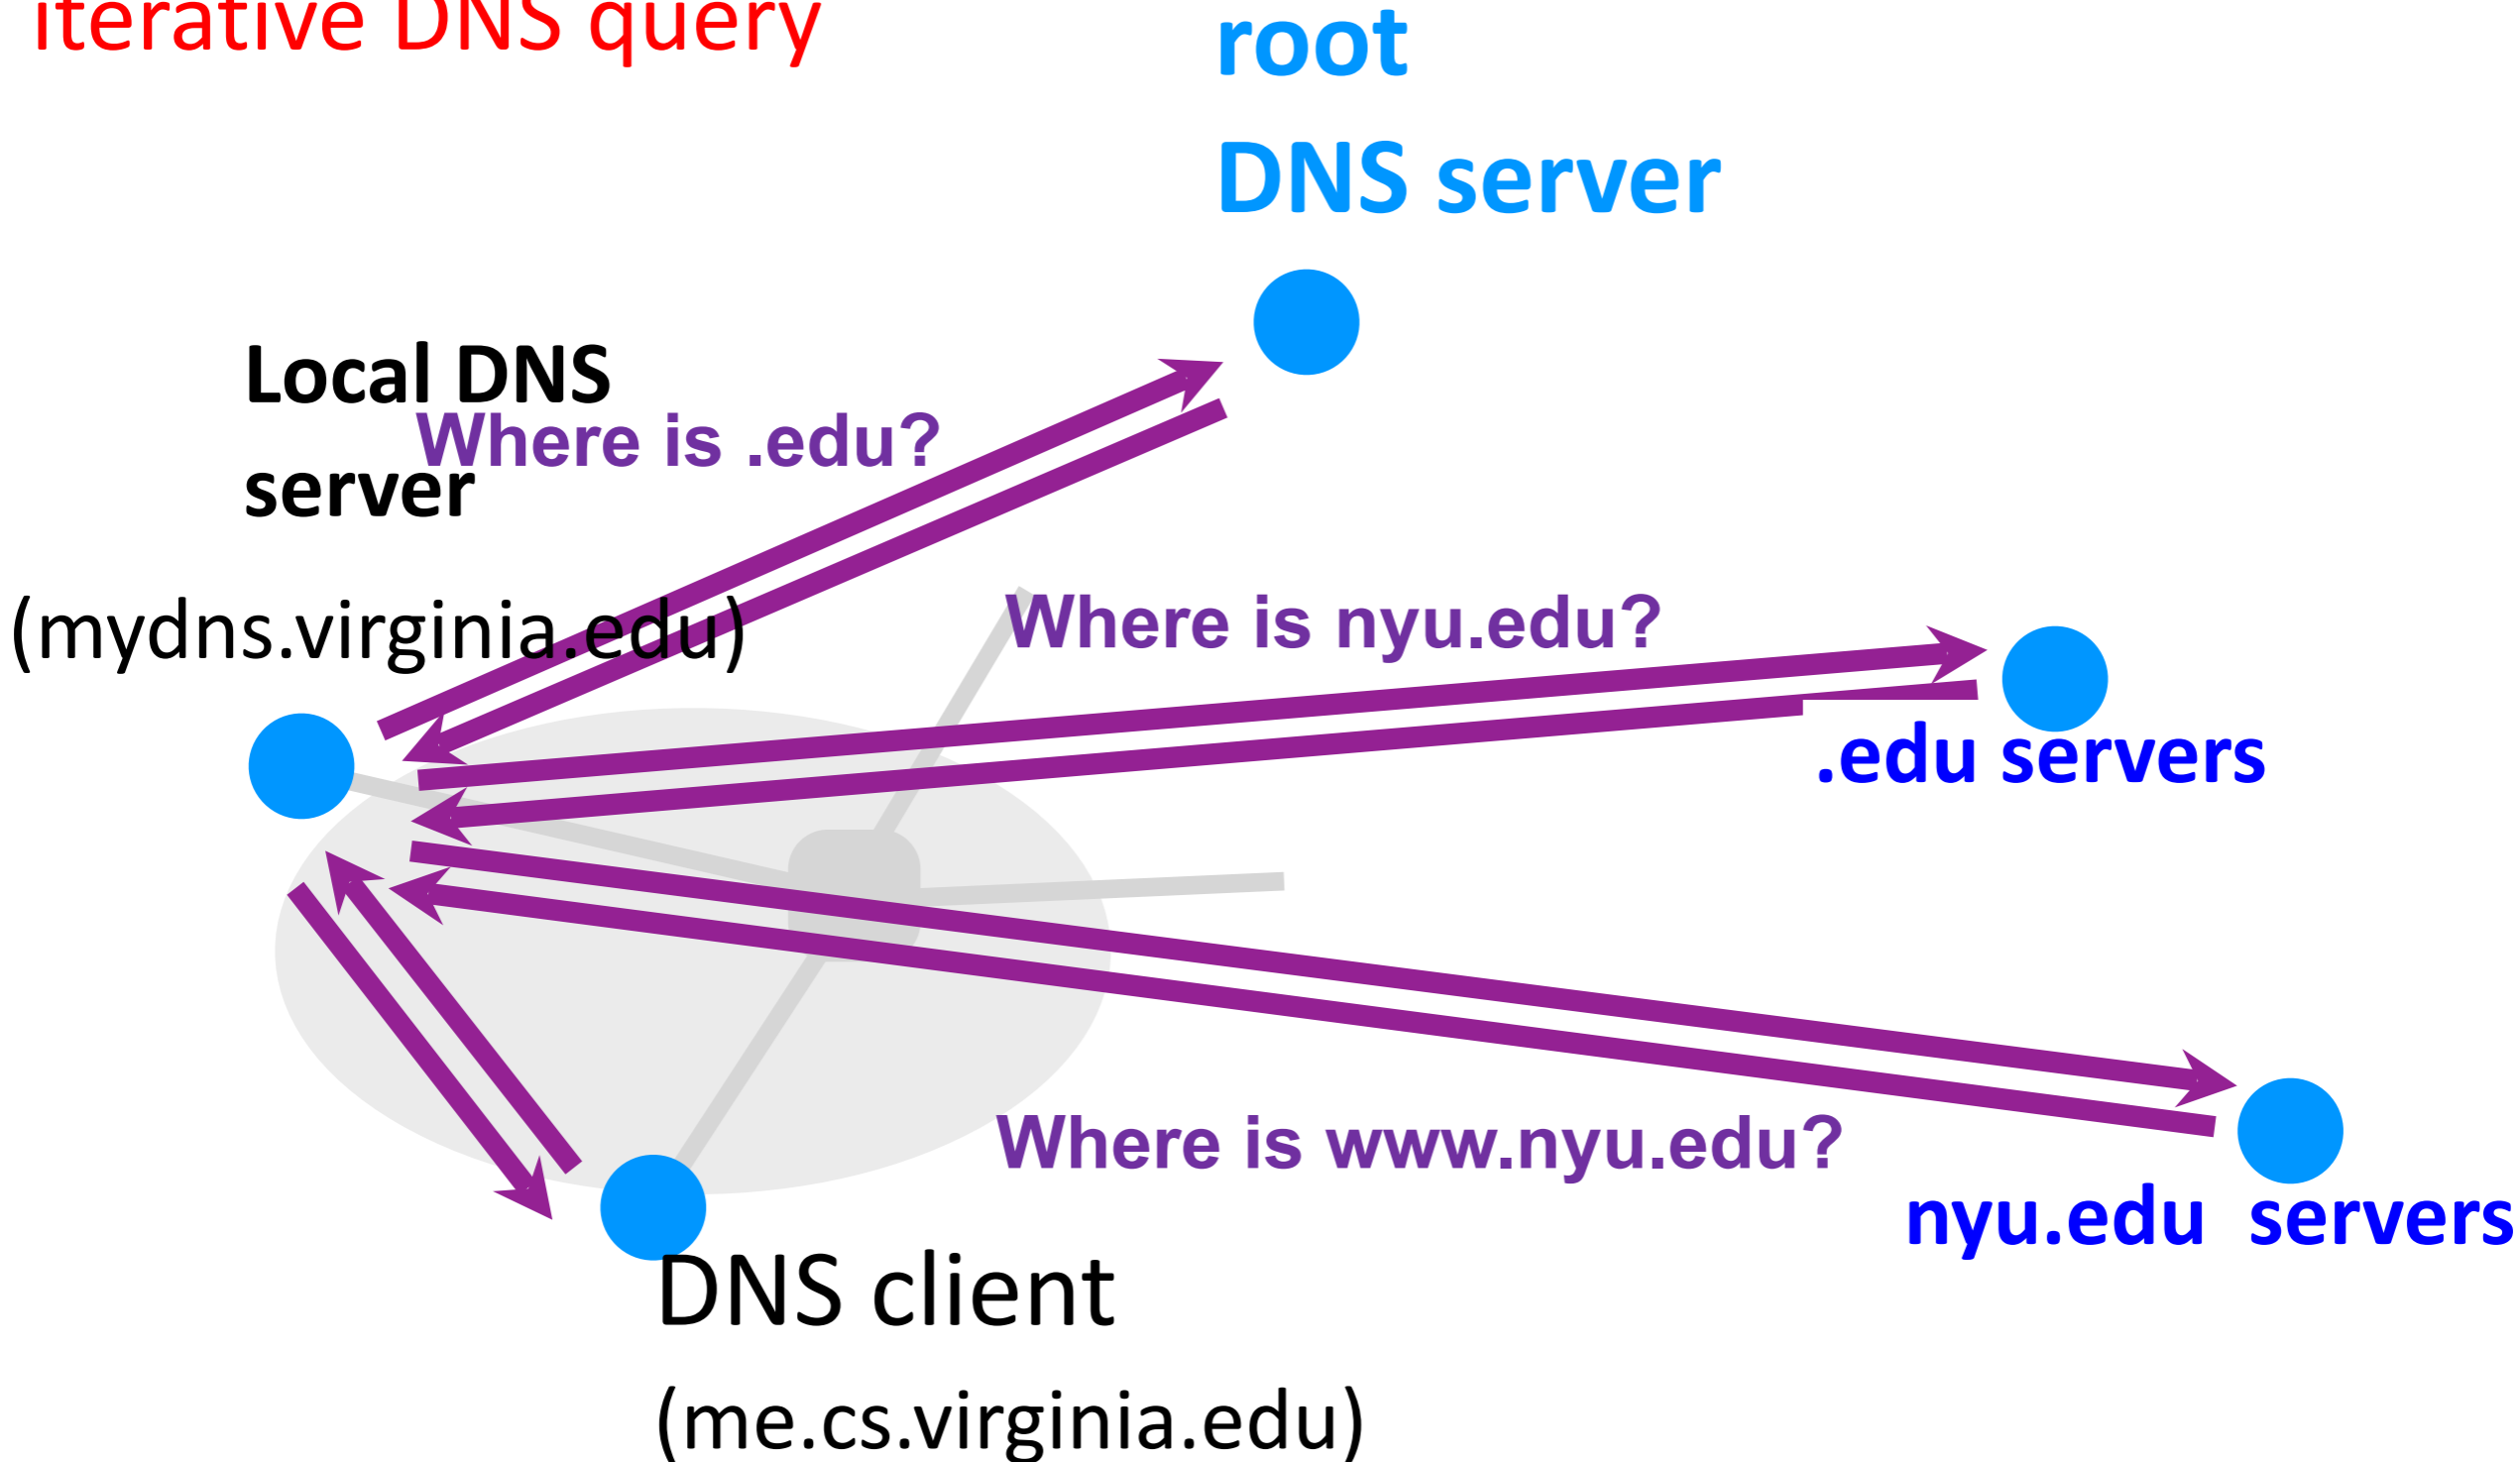 iterative DNS query
root
DNS server
Local DNS
Where is .edu?
server
(mydns.virginia.edu)
Where is nyu.edu?
.edu servers
Where is www.nyu.edu?
nyu.edu  servers
DNS client
(me.cs.virginia.edu)